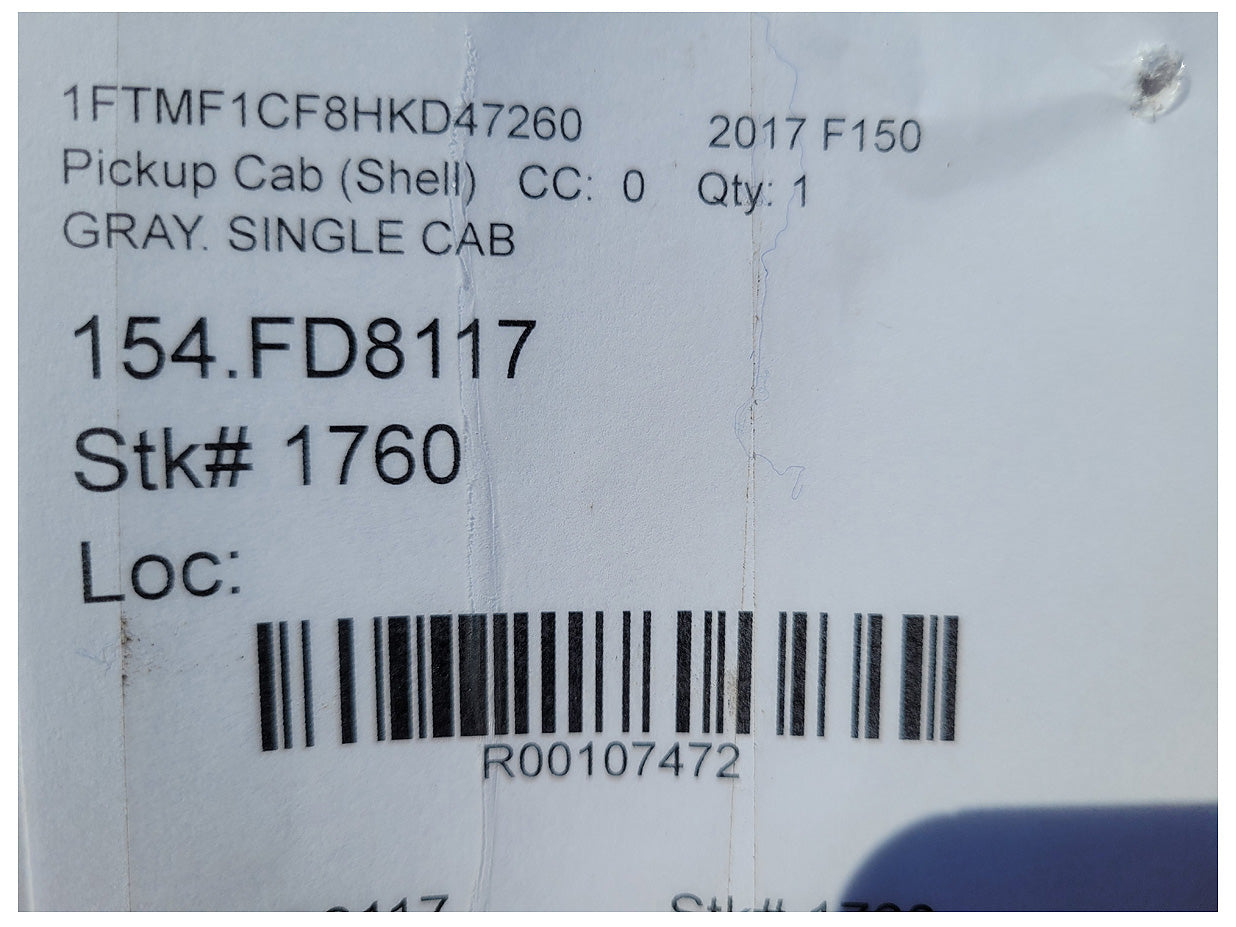 1FTMF1CF8HKD47260 2017 F150
Pickup Cab (Shell) CC: 0 Qty: 1
GRAY. SINGLE CAB
154.FD8117
Stk# 1760
Loc:
R00107472